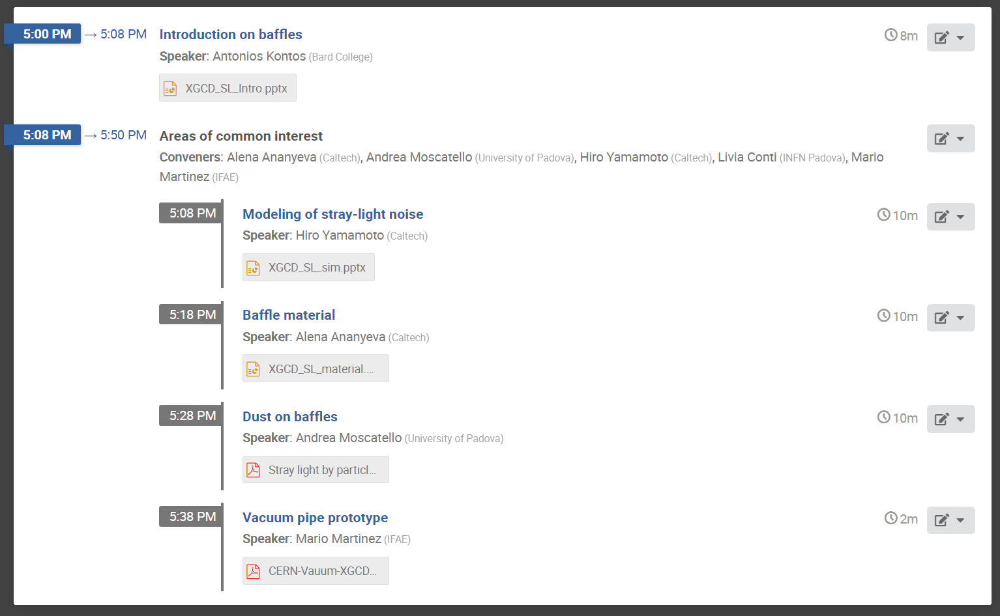 5:00 PM → 5:08 PM Introduction on baffles 8m
Speaker: Antonios Kontos (Bard College)
XGCD_SL_Intro.pptx
5:08 PM → 5:50 PM Areas of common interest
Conveners: Alena Ananyeva (Caltech), Andrea Moscatello (University of Padova), Hiro Yamamoto (Caltech), Livia Conti (INFN Padova), Mario
Martinez (IFAE)
5:08 PM Modeling of stray-light noise 10m
Speaker: Hiro Yamamoto (Caltech)
XGCD_SL_sim.pptx
5:18 PM Baffle material 10m
Speaker: Alena Ananyeva (Caltech)
XGCD_SL_material....
5:28 PM Dust on baffles 10m
Speaker: Andrea Moscatello (University of Padova)
Stray light by particl...
5:38 PM Vacuum pipe prototype 2m
Speaker: Mario Martinez (IFAE)
CERN-Vauum-XGCD...